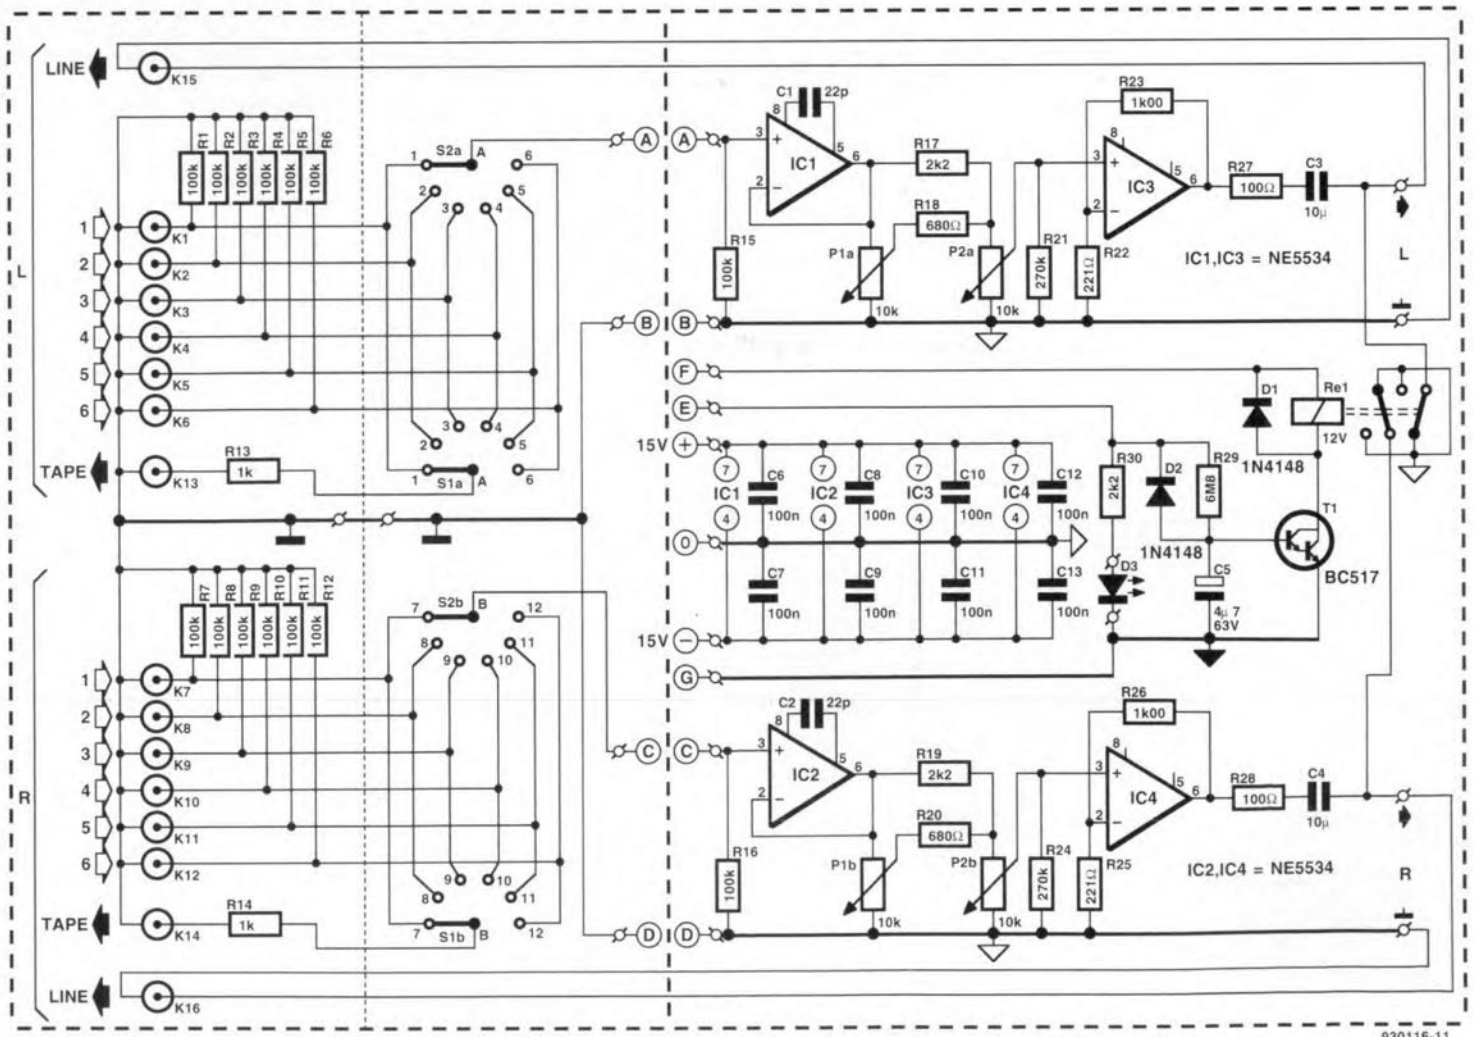 LINE
K15
R1
R2
R3
R4
R5
R6
100k
100k
100k
100k
100k
100k
L
1
K1
2
K2
3
K3
4
K4
5
K5
6
K6
TAPE
K13
R13
1k
1
S2a
A
6
2
5
3
4
3
4
2
5
1
S1a
A
6
A
B
A
B
C1
22p
8
3
+
5
IC1
6
2
−
R15
100k
R17
2k2
R18
680Ω
P1a
10k
P2a
10k
R21
270k
R22
221Ω
R23
1k00
8
3
+
5
IC3
6
2
−
R27
100Ω
C3
10µ
IC1,IC3 = NE5534
L
F
E
15V
+
7
IC1
4
C6
100n
7
IC2
4
C8
100n
7
IC3
4
C10
100n
7
IC4
4
C12
100n
0
C7
100n
C9
100n
C11
100n
C13
100n
15V
−
G
R30
2k2
D2
1N4148
R29
6M8
D3
C5
4µ7
63V
D1
1N4148
Re1
12V
T1
BC517
R7
R8
R9
R10
R11
R12
100k
100k
100k
100k
100k
100k
R
1
K7
2
K8
3
K9
4
K10
5
K11
6
K12
TAPE
K14
R14
1k
LINE
K16
7
S2b
B
12
8
11
9
10
9
10
8
11
7
S1b
B
12
C
D
C
D
C2
22p
8
3
+
5
IC2
6
2
−
R16
100k
R19
2k2
R20
680Ω
P1b
10k
P2b
10k
R24
270k
R25
221Ω
R26
1k00
8
3
+
5
IC4
6
2
−
R28
100Ω
C4
10µ
IC2,IC4 = NE5534
R
930116-11